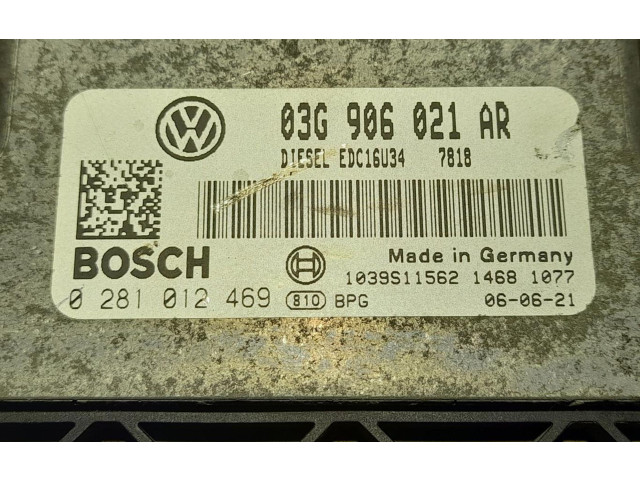 03G 906 021 AR
DIESEL EDC16U34 7818
BOSCH
Made in Germany
1039S11562 1468 1077
0 281 012 469 810 BPG 06-06-21